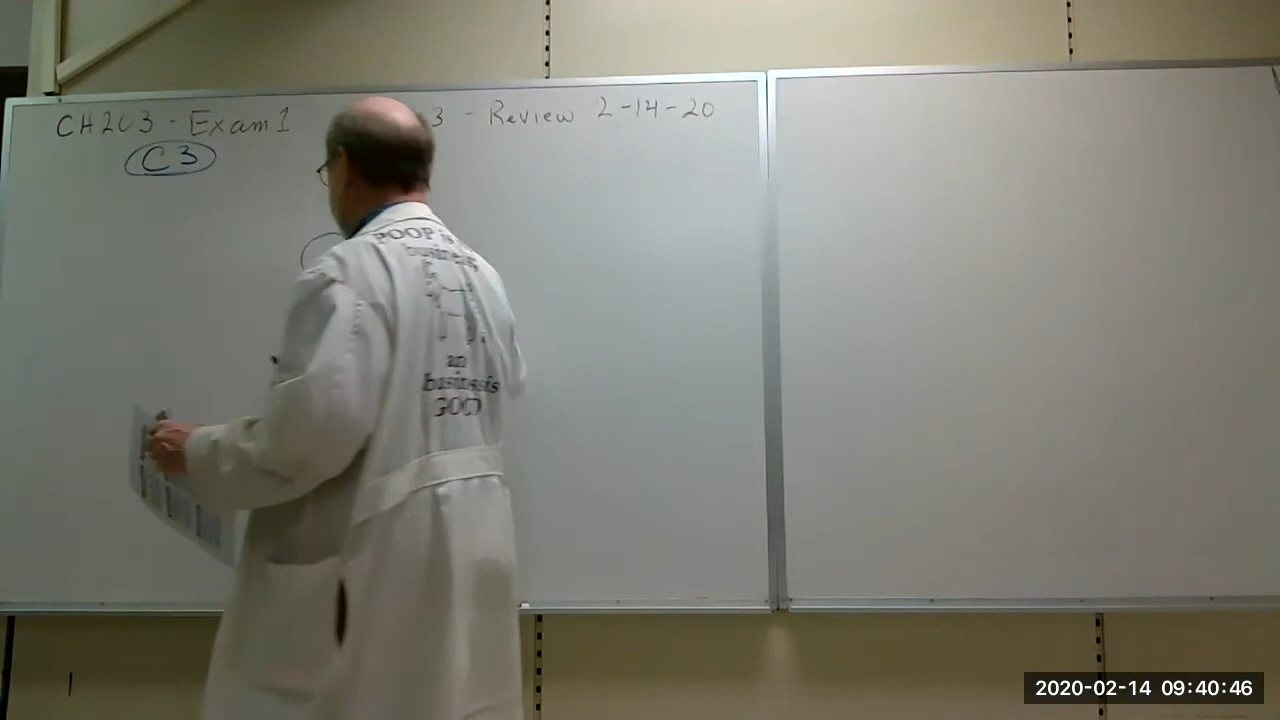 CH203 - Exam 1 3 - Review 2-14-20
C3
POOP
business
an
business is
GOOD
2020-02-14 09:40:46